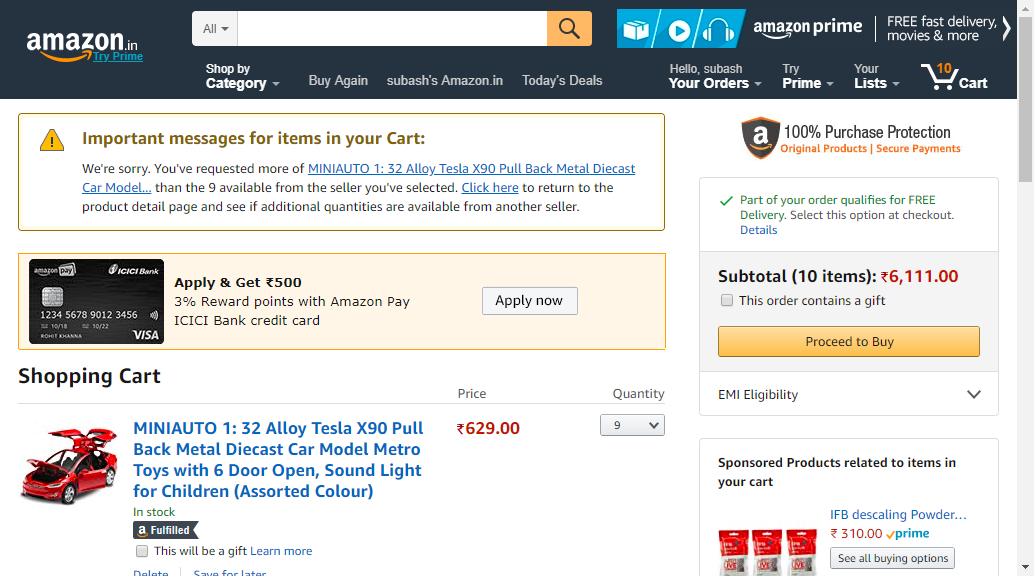 amazon.in
Try Prime
All
amazon prime
FREE fast delivery,
movies & more
Shop by
Category
Buy Again
subash's Amazon.in
Today's Deals
Hello, subash
Your Orders
Try
Prime
Your
Lists
10
Cart
Important messages for items in your Cart:
We're sorry. You've requested more of MINIAUTO 1: 32 Alloy Tesla X90 Pull Back Metal Diecast
Car Model... than the 9 available from the seller you've selected. Click here to return to the
product detail page and see if additional quantities are available from another seller.
amazon pay
ICICI Bank
1234 5678 9012 3456
10/18 10/22
ROHIT KHANNA
VISA
Apply & Get ₹500
3% Reward points with Amazon Pay
ICICI Bank credit card
Apply now
Shopping Cart
Price
Quantity
MINIAUTO 1: 32 Alloy Tesla X90 Pull
Back Metal Diecast Car Model Metro
Toys with 6 Door Open, Sound Light
for Children (Assorted Colour)
₹629.00
9
In stock
a Fulfilled
This will be a gift Learn more
Delete
Save for later
a 100% Purchase Protection
Original Products | Secure Payments
Part of your order qualifies for FREE
Delivery. Select this option at checkout.
Details
Subtotal (10 items): ₹6,111.00
This order contains a gift
Proceed to Buy
EMI Eligibility
Sponsored Products related to items in
your cart
IFB descaling Powder...
₹ 310.00 prime
See all buying options